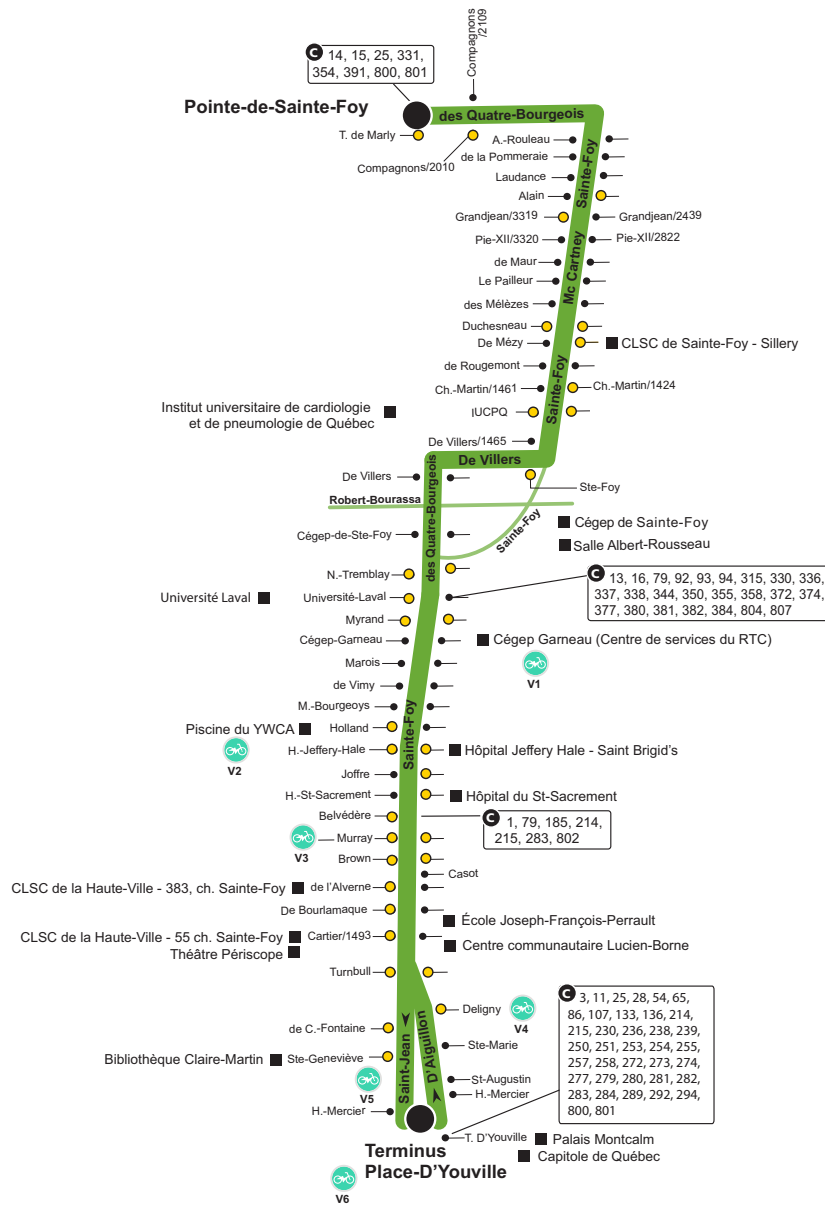 Compagnons
/2109
C 14, 15, 25, 331,
354, 391, 800, 801
Pointe-de-Sainte-Foy
des Quatre-Bourgeois
T. de Marly
Compagnons/2010
A.-Rouleau
de la Pommeraie
Laudance
Sainte-Foy
Alain
Grandjean/3319
Grandjean/2439
Pie-XII/3320
Pie-XII/2822
de Maur
Mc Cartney
Le Pailleur
des Mélèzes
Duchesneau
De Mézy
CLSC de Sainte-Foy - Sillery
de Rougemont
Ch.-Martin/1461
Ch.-Martin/1424
Sainte-Foy
Institut universitaire de cardiologie
et de pneumologie de Québec
IUCPQ
De Villers/1465
De Villers
De Villers
Ste-Foy
Robert-Bourassa
des Quatre-Bourgeois
Sainte-Foy
Cégep de Sainte-Foy
Cégep-de-Ste-Foy
Salle Albert-Rousseau
N.-Tremblay
C 13, 16, 79, 92, 93, 94, 315, 330, 336,
337, 338, 344, 350, 355, 358, 372, 374,
377, 380, 381, 382, 384, 804, 807
Université Laval
Université-Laval
Myrand
Cégep-Garneau
Cégep Garneau (Centre de services du RTC)
V1
Marois
de Vimy
M.-Bourgeoys
Sainte-Foy
Piscine du YWCA
Holland
V2
H.-Jeffery-Hale
Hôpital Jeffery Hale - Saint Brigid's
Joffre
H.-St-Sacrement
Hôpital du St-Sacrement
Belvédère
C 1, 79, 185, 214,
215, 283, 802
V3
Murray
Brown
Casot
CLSC de la Haute-Ville - 383, ch. Sainte-Foy
de l'Alverne
De Bourlamaque
École Joseph-François-Perrault
CLSC de la Haute-Ville - 55 ch. Sainte-Foy
Cartier/1493
Centre communautaire Lucien-Borne
Théâtre Périscope
Turnbull
Deligny
V4
C 3, 11, 25, 28, 54, 65,
86, 107, 133, 136, 214,
215, 230, 236, 238, 239,
250, 251, 253, 254, 255,
257, 258, 272, 273, 274,
277, 279, 280, 281, 282,
283, 284, 289, 292, 294,
800, 801
de C.-Fontaine
Saint-Jean
D'Aiguillon
Ste-Marie
Bibliothèque Claire-Martin
Ste-Geneviève
V5
St-Augustin
H.-Mercier
H.-Mercier
T. D'Youville
Palais Montcalm
Capitole de Québec
Terminus
Place-D'Youville
V6